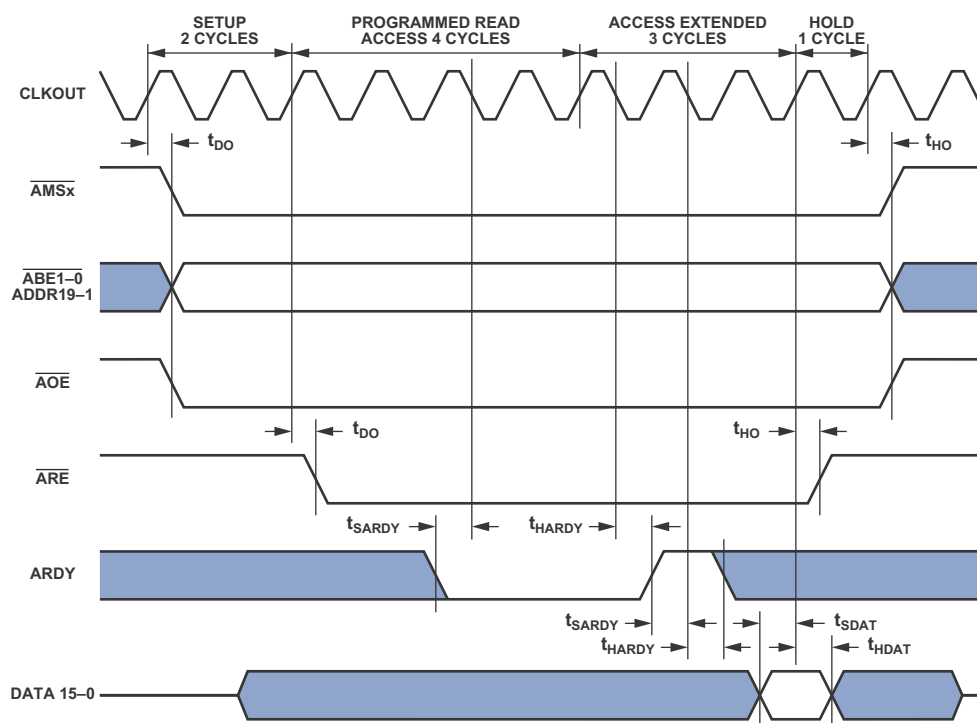 SETUP
2 CYCLES
PROGRAMMED READ
ACCESS 4 CYCLES
ACCESS EXTENDED
3 CYCLES
HOLD
1 CYCLE
CLKOUT
tDO
tHO
AMSx
ABE1–0
ADDR19–1
AOE
tDO
tHO
ARE
tSARDY
tHARDY
ARDY
tSARDY
tSDAT
tHARDY
tHDAT
DATA 15–0